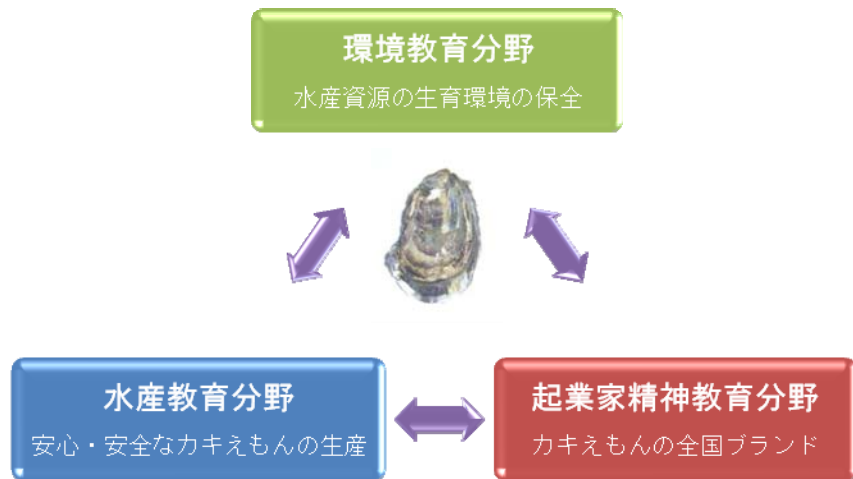 環境教育分野
水産資源の生育環境の保全
水産教育分野
安心・安全なカキえもんの生産
起業家精神教育分野
カキえもんの全国ブランド